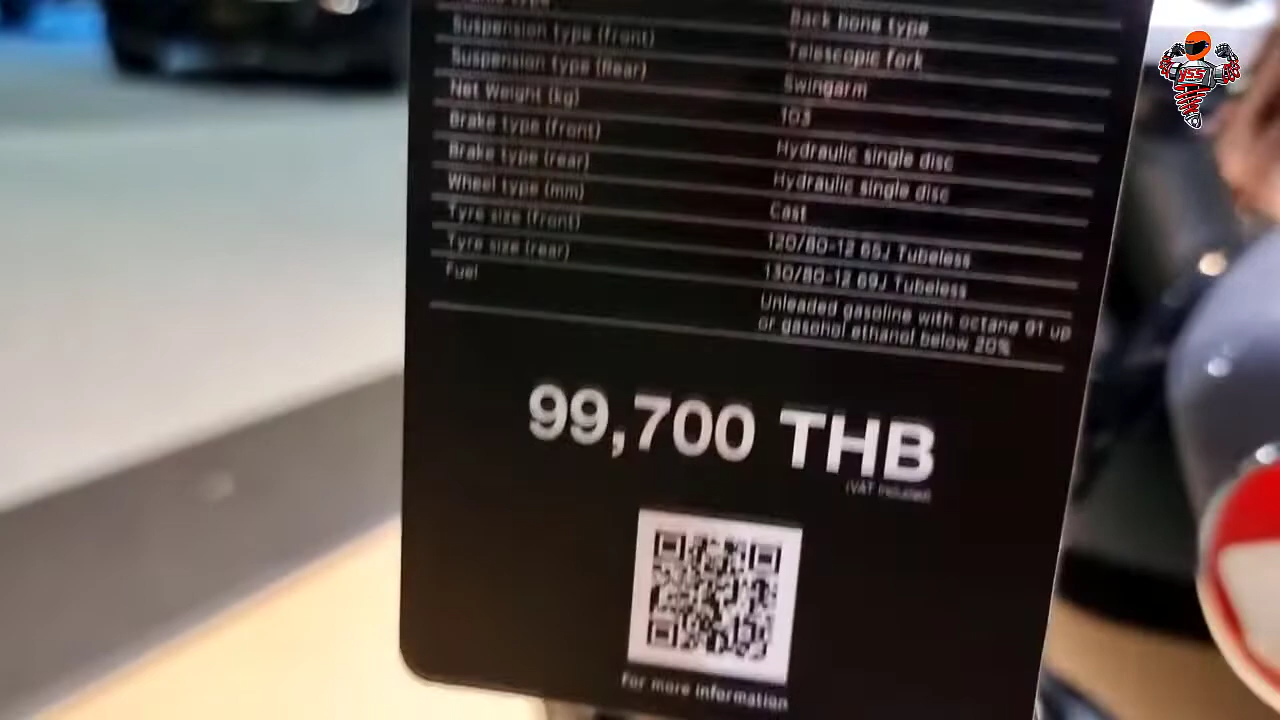 Back bone type
Suspension type (front) Telescopic fork
Suspension type (Rear) Swingarm
Net Weight (kg) 103
Brake type (front) Hydraulic single disc
Brake type (rear) Hydraulic single disc
Wheel type (mm) Cast
Tyre size (front) 120/80-12 65J Tubeless
Tyre size (rear) 130/80-12 69J Tubeless
Fuel Unleaded gasoline with octane 91 up
or gasohol ethanol below 20%
99,700 THB
(VAT included)
For more information
YSS